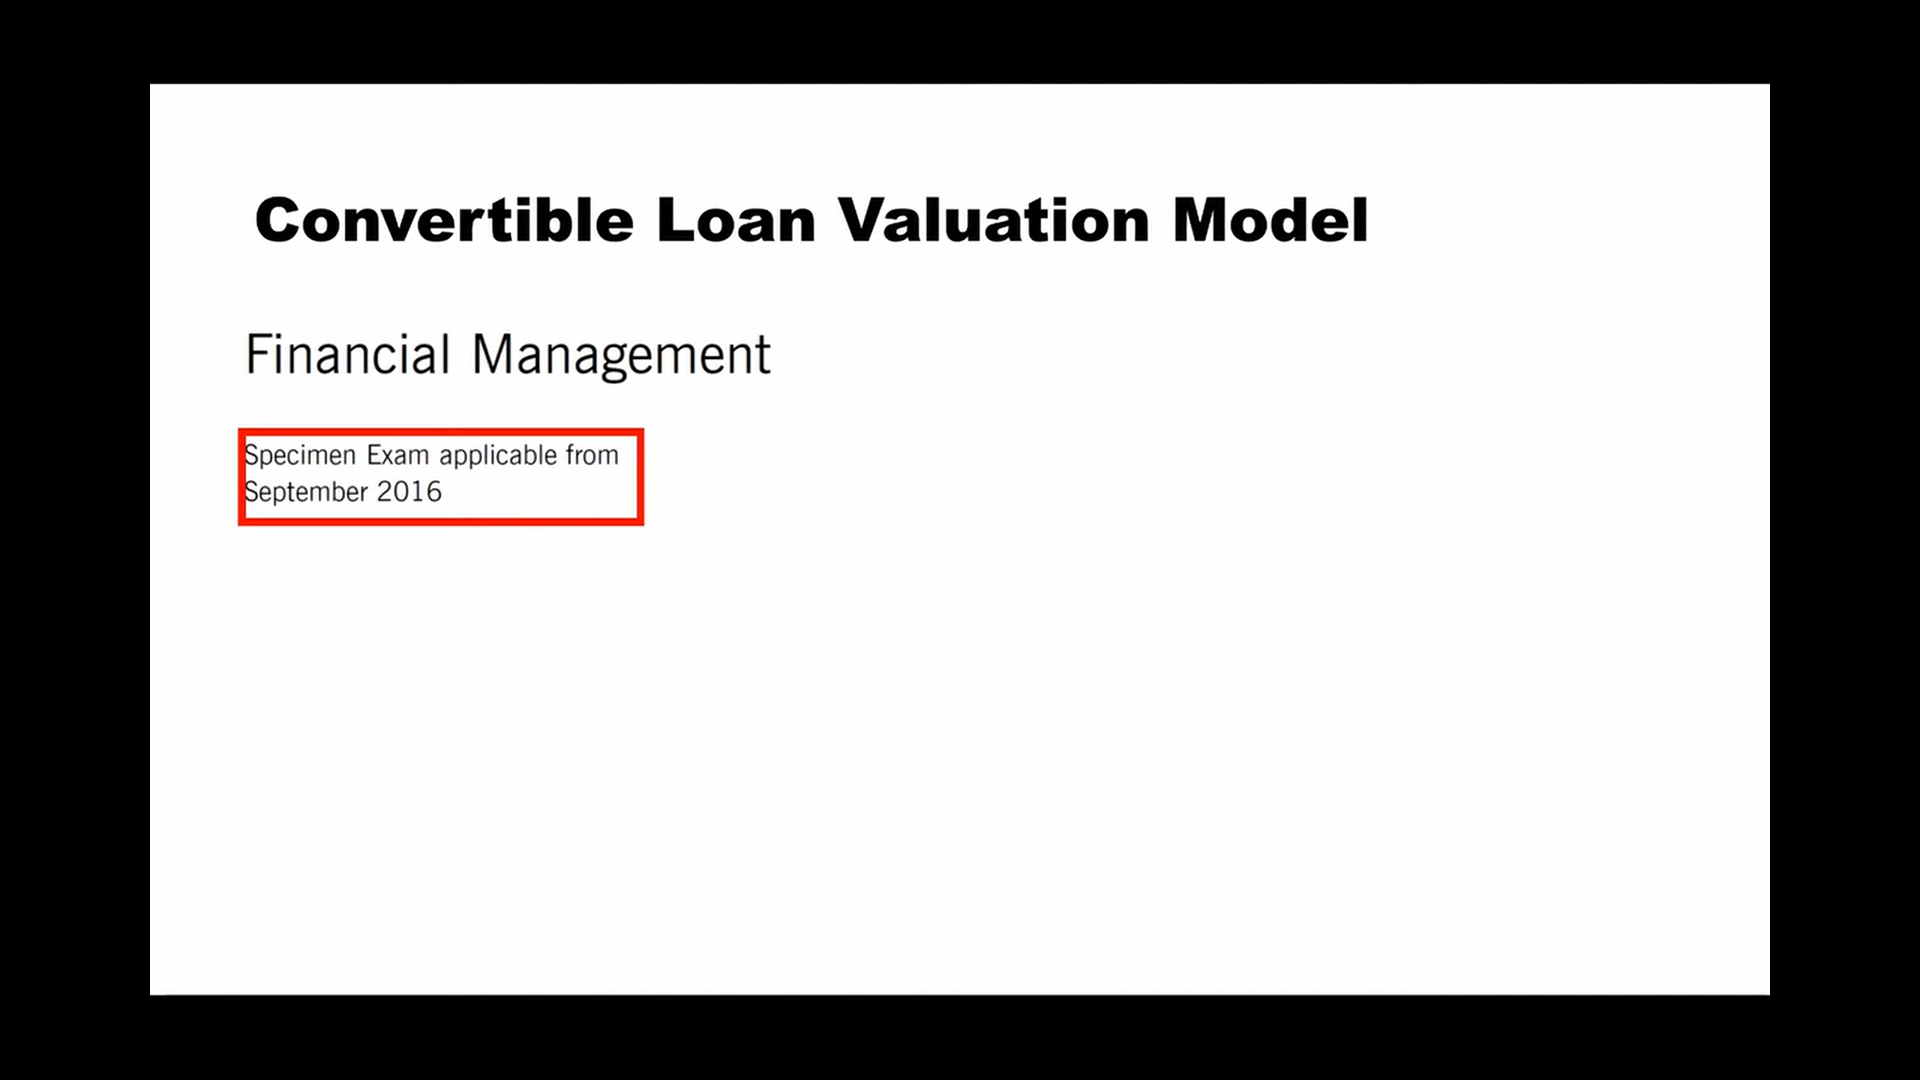 Convertible Loan Valuation Model
Financial Management
Specimen Exam applicable from
September 2016